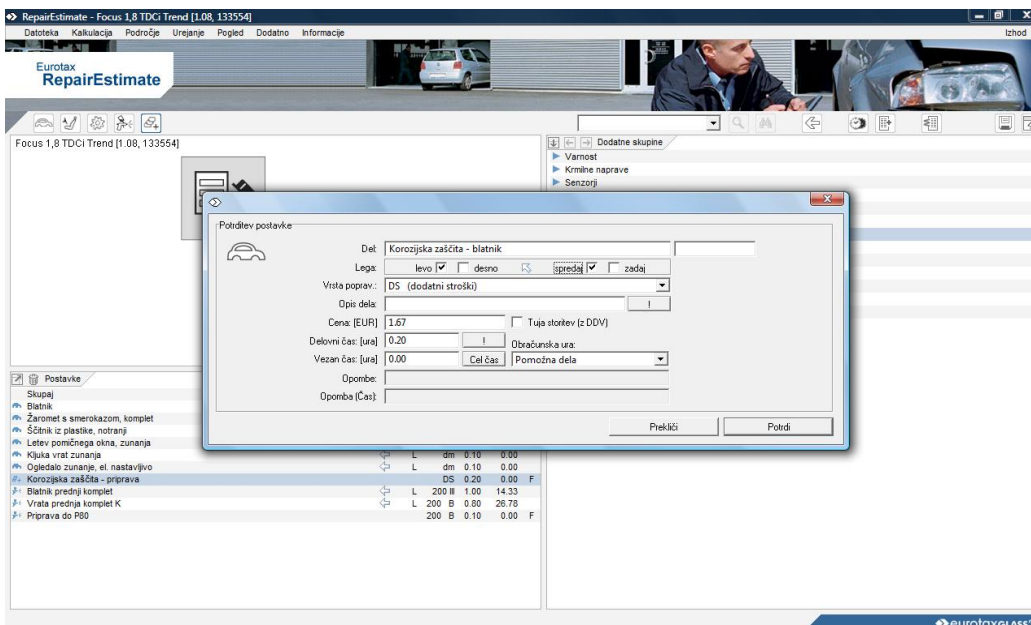 RepairEstimate - Focus 1,8 TDCi Trend [1.08, 133554]
Datoteka Kalkulacija Področje Urejanje Pogled Dodatno Informacije Izhod
Eurotax
RepairEstimate
Focus 1,8 TDCi Trend [1.08, 133554]
Dodatne skupine
Varnost
Krmilne naprave
Senzorji
Potrditev postavke
Del: Korozijska zaščita - blatnik
Lega: levo desno spredaj zadaj
Vrsta poprav.: DS (dodatni stroški)
Opis dela: !
Cena: [EUR] 1.67 Tuja storitev (z DDV)
Delovni čas: [ura] 0.20 ! Obračunska ura:
Vezan čas: [ura] 0.00 Cel čas Pomožna dela
Opombe:
Opomba (Čas):
Prekliči Potrdi
Postavke
Skupaj
Blatnik
Žaromet s smerokazom, komplet
Ščitnik iz plastike, notranji
Letev pomičnega okna, zunanja
Kljuka vrat zunanja L dm 0.10 0.00
Ogledalo zunanje, el. nastavljivo L dm 0.10 0.00
Korozijska zaščita - priprava DS 0.20 0.00 F
Blatnik prednji komplet L 200 III 1.00 14.33
Vrata prednja komplet K L 200 B 0.80 26.78
Priprava do P80 200 B 0.10 0.00 F
eurotaxGLASS'S